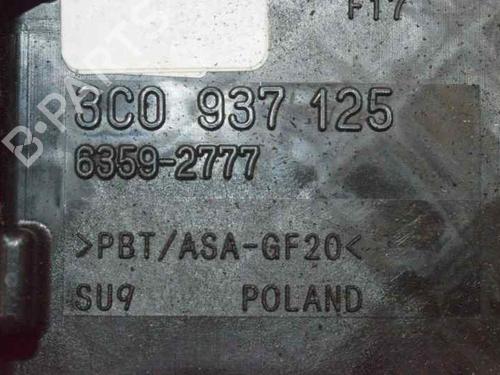 F17
3C0 937 125
6359-2777
>PBT/ASA-GF20<
SU9 POLAND
B-PARTS